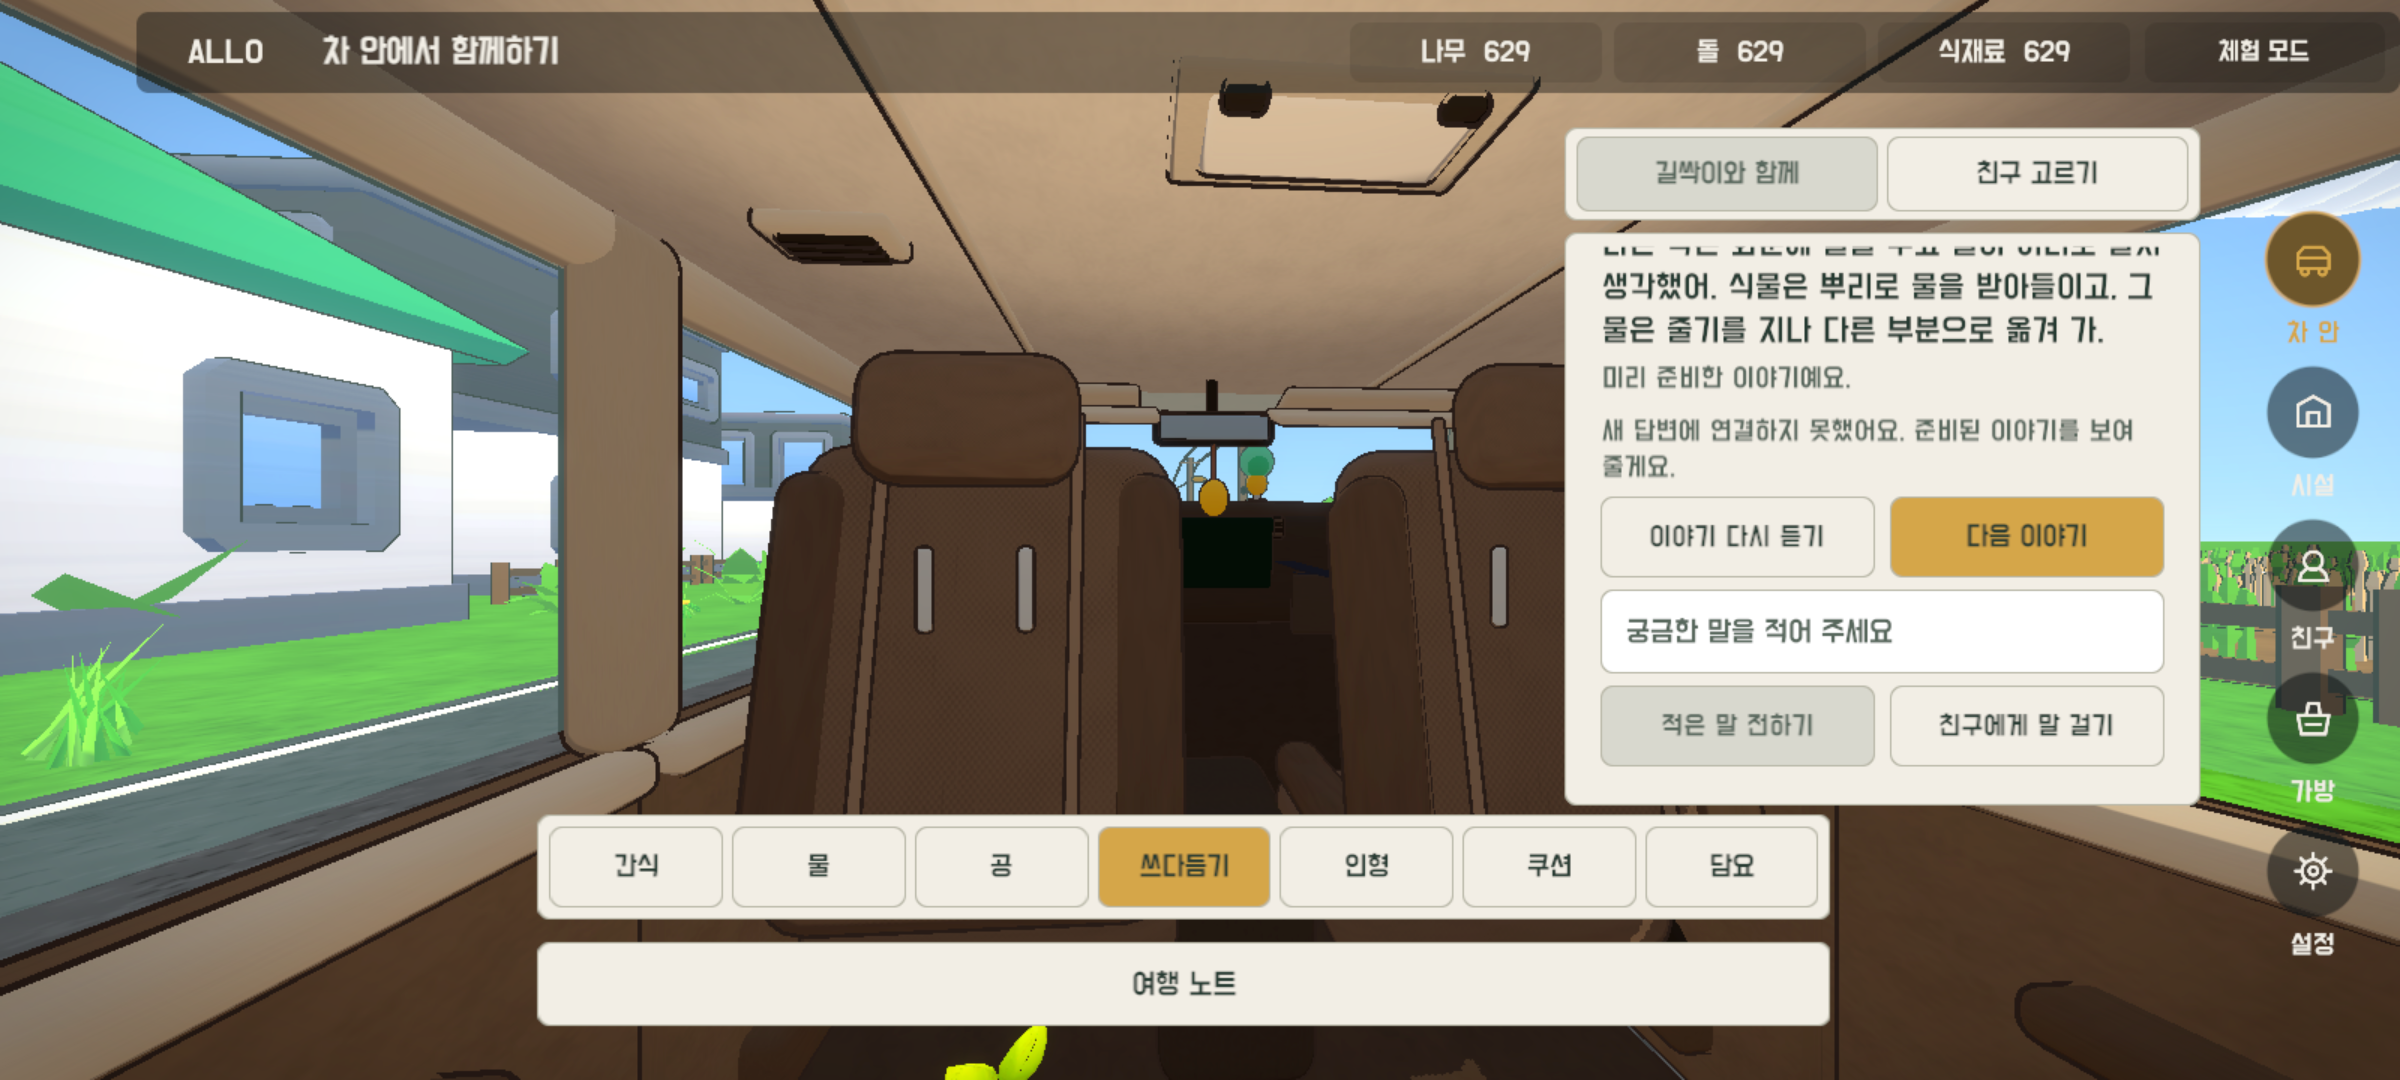 ALLO 차 안에서 함께하기 나무 629 돌 629 식재료 629 체험 모드
길싹이와 함께 친구 고르기
생각했어. 식물은 뿌리로 물을 받아들이고, 그
물은 줄기를 지나 다른 부분으로 옮겨 가.
미리 준비한 이야기예요.
새 답변에 연결하지 못했어요. 준비된 이야기를 보여
줄게요.
이야기 다시 듣기 다음 이야기
궁금한 말을 적어 주세요
적은 말 전하기 친구에게 말 걸기
차 안
시설
친구
가방
설정
간식 물 공 쓰다듬기 인형 쿠션 담요
여행 노트